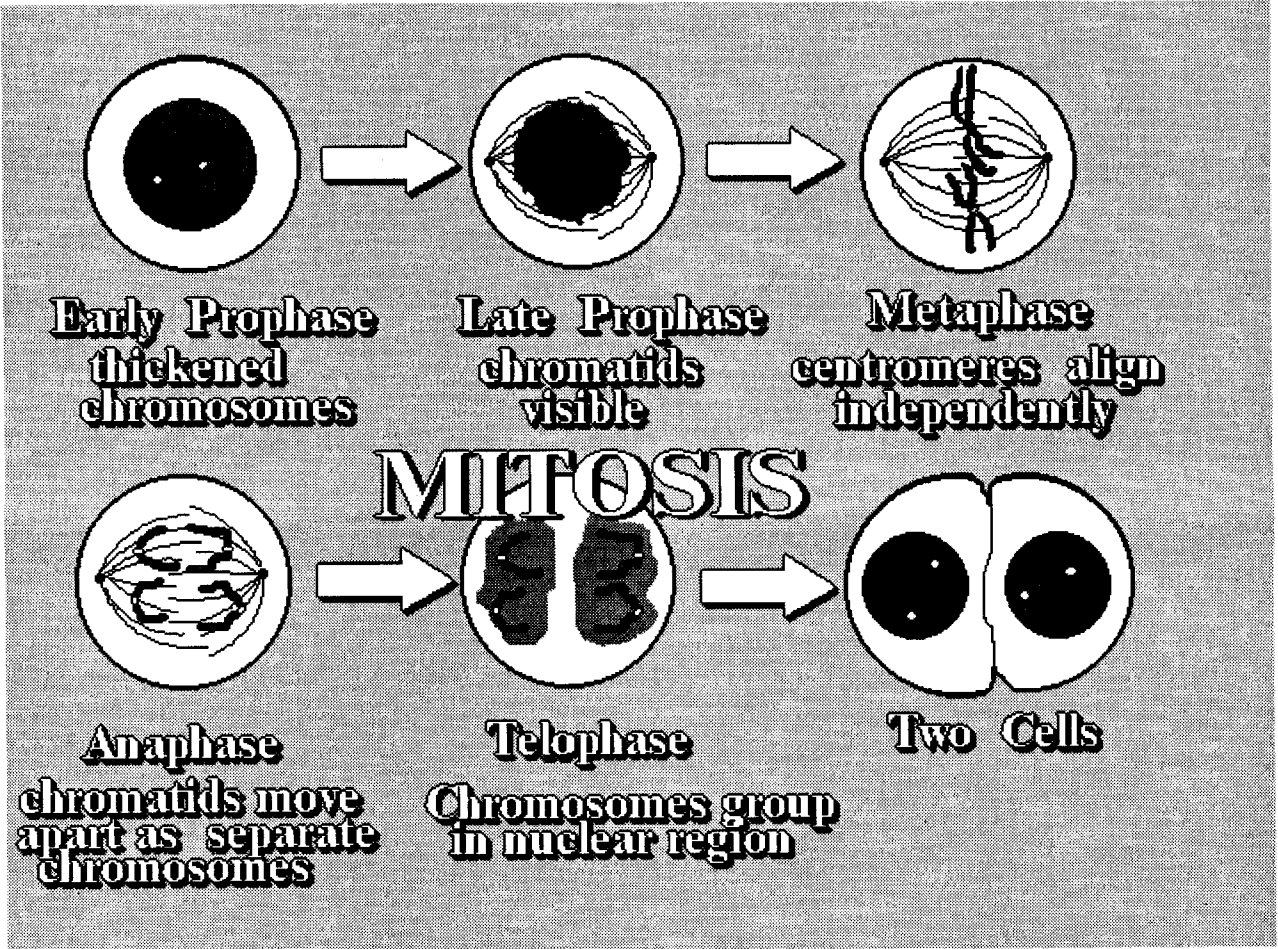 Early Prophase
thickened
chromosomes
Late Prophase
chromatids
visible
Metaphase
centromeres align
independently
MITOSIS
Anaphase
chromatids move
apart as separate
chromosomes
Telophase
Chromosomes group
in nuclear region
Two Cells